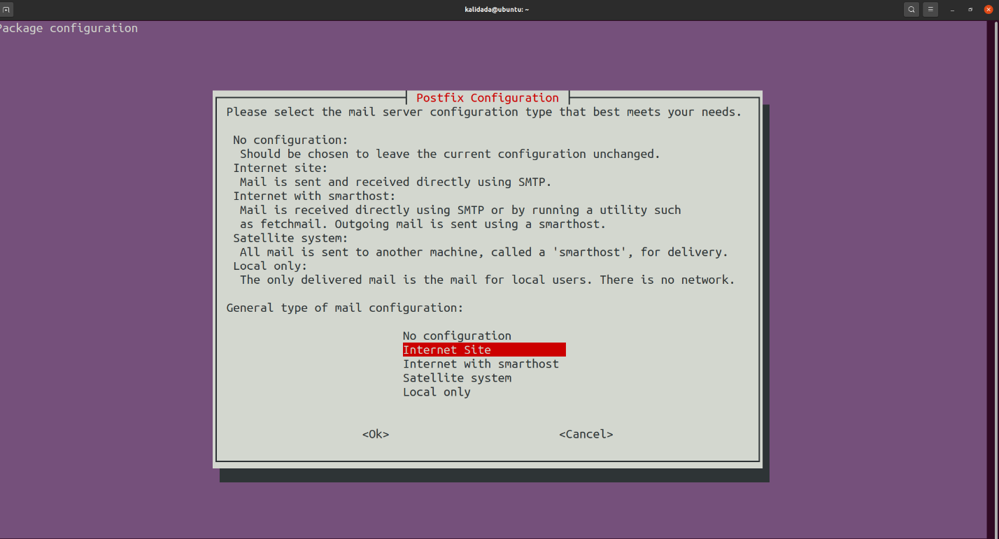 kalidada@ubuntu: ~
Package configuration
Postfix Configuration
Please select the mail server configuration type that best meets your needs.
No configuration:
Should be chosen to leave the current configuration unchanged.
Internet site:
Mail is sent and received directly using SMTP.
Internet with smarthost:
Mail is received directly using SMTP or by running a utility such
as fetchmail. Outgoing mail is sent using a smarthost.
Satellite system:
All mail is sent to another machine, called a 'smarthost', for delivery.
Local only:
The only delivered mail is the mail for local users. There is no network.
General type of mail configuration:
No configuration
Internet Site
Internet with smarthost
Satellite system
Local only
<Ok> <Cancel>